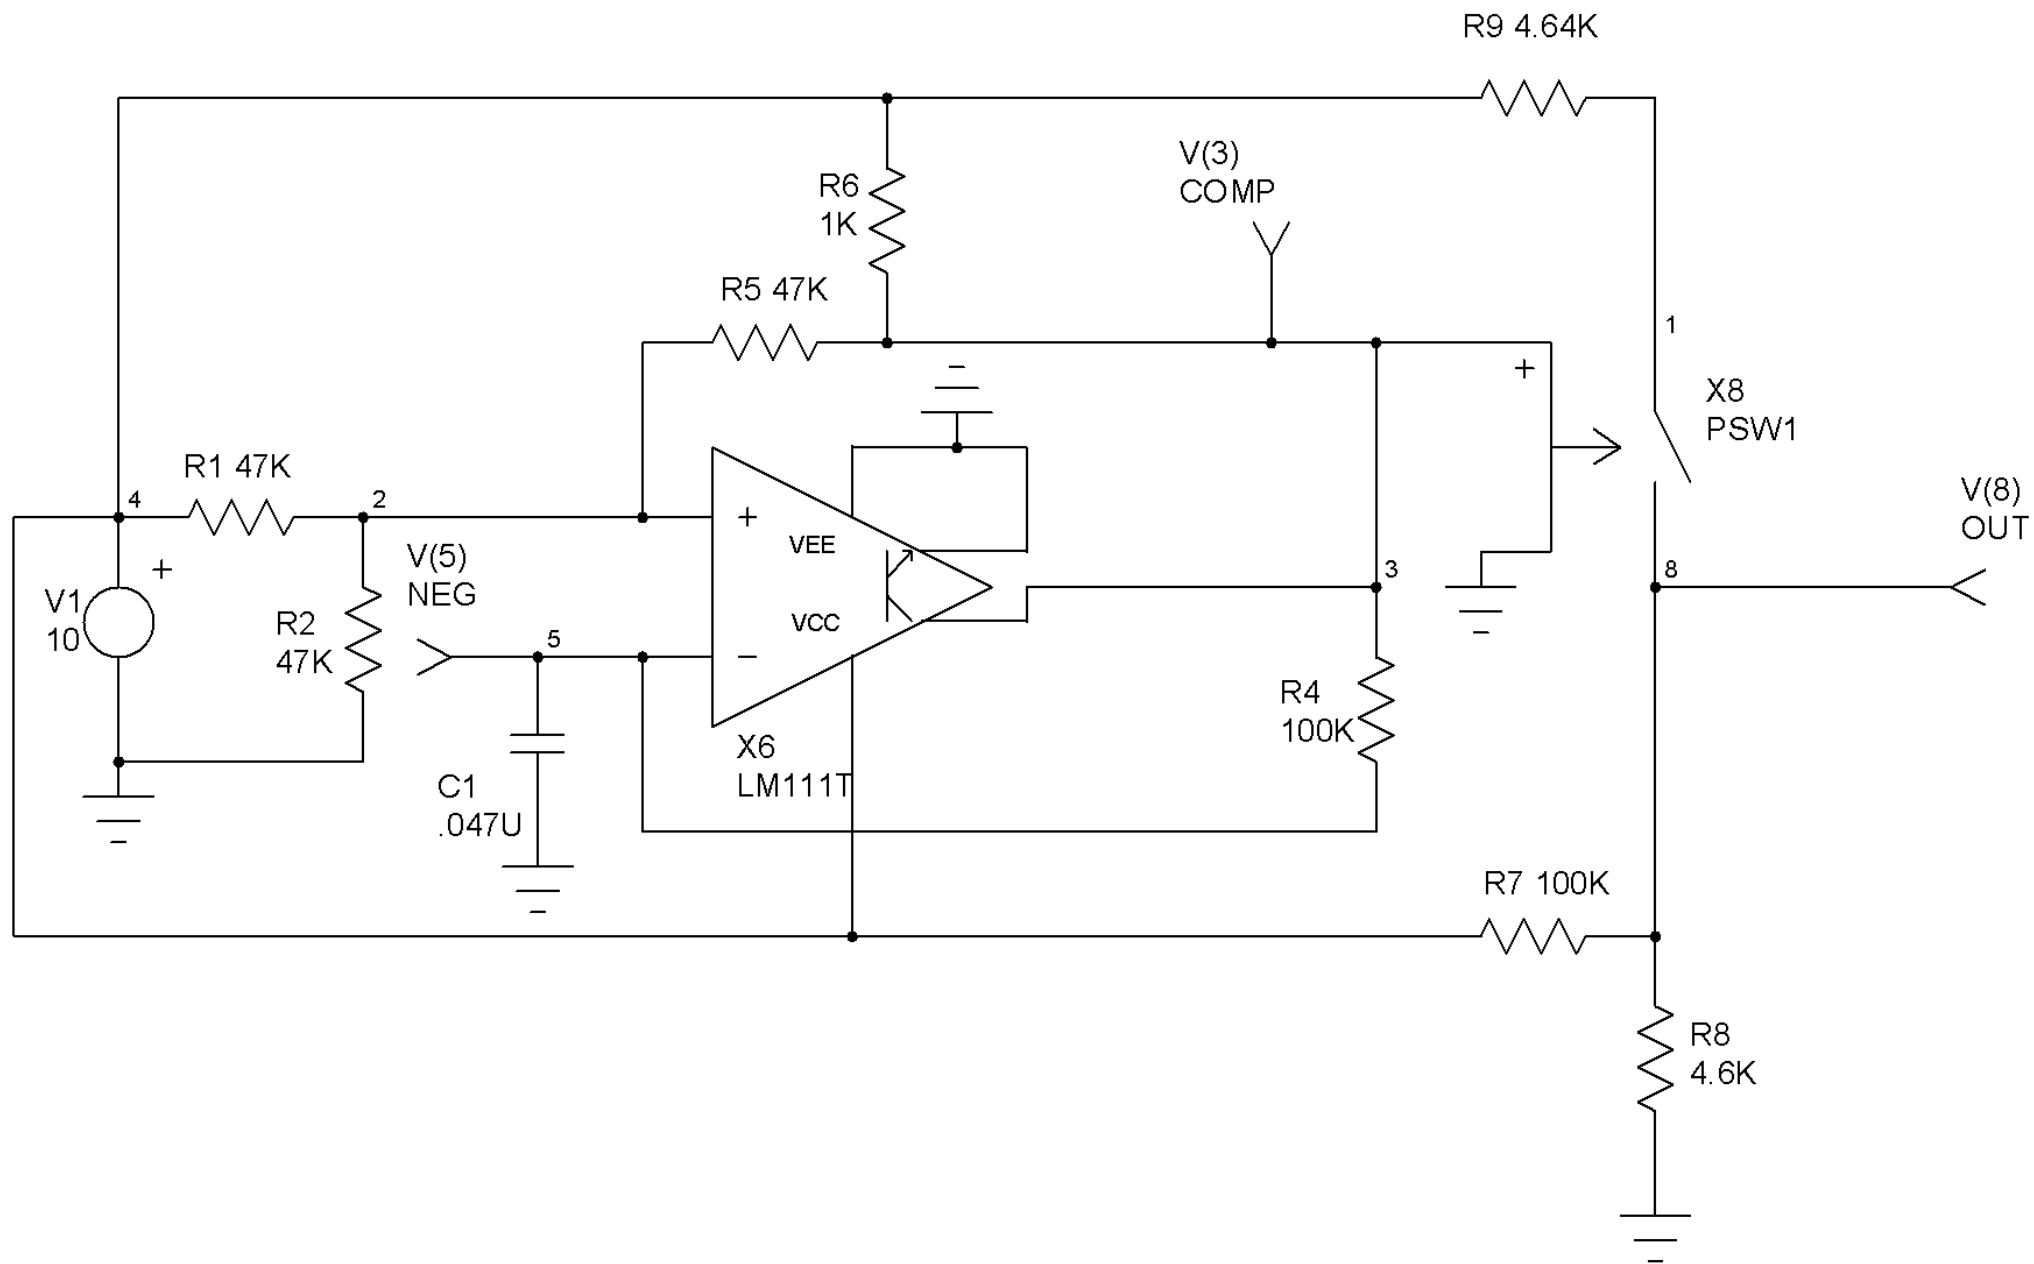 R9 4.64K
V(3)
COMP
R6
1K
R5 47K
1
+
X8
PSW1
R1 47K
4
2
+
VEE
V(5)
NEG
+
V1
10
R2
47K
VCC
5
-
3
8
V(8)
OUT
R4
100K
X6
LM111T
C1
.047U
R7 100K
R8
4.6K